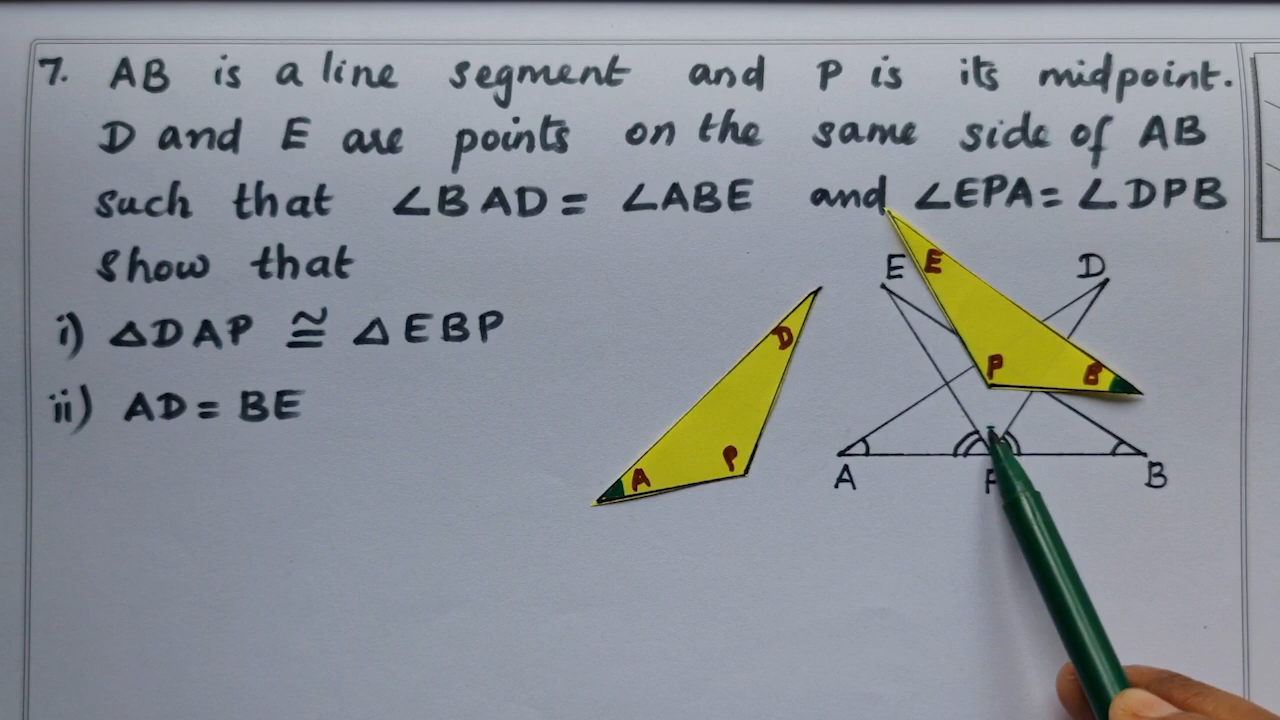 7. AB is a line segment and P is its midpoint.
D and E are points on the same side of AB
such that ∠BAD = ∠ABE and ∠EPA = ∠DPB
show that
i) △DAP ≅ △EBP
ii) AD = BE
E D
E
P B
D
A P
A P B